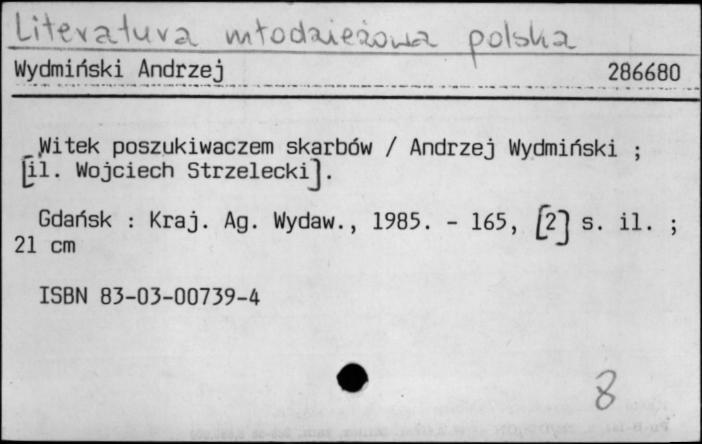 Literatura młodzieżowa polska
Wydmiński Andrzej 286680
Witek poszukiwaczem skarbów / Andrzej Wydmiński ;
[il. Wojciech Strzelecki].
Gdańsk : Kraj. Ag. Wydaw., 1985. - 165, [2] s. il. ;
21 cm
ISBN 83-03-00739-4
8